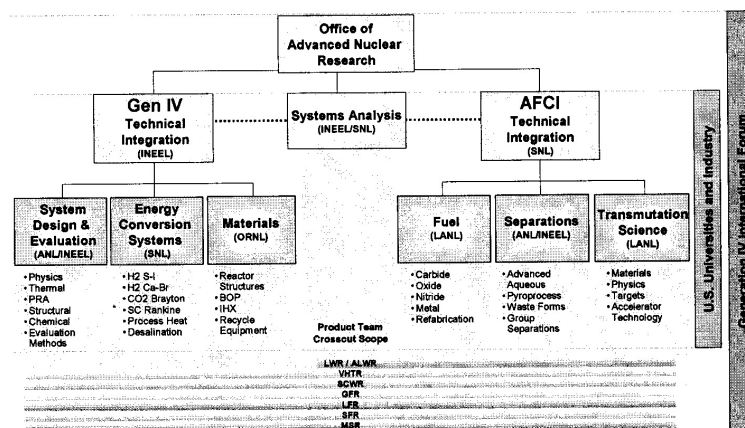 Office of
Advanced Nuclear
Research
Gen IV
Technical
Integration
(INEEL)
Systems Analysis
(INEEL/SNL)
AFCI
Technical
Integration
(SNL)
System
Design &
Evaluation
(ANL/INEEL)
•Physics
•Thermal
•PRA
•Structural
•Chemical
•Evaluation
Methods
Energy
Conversion
Systems
(SNL)
•H2 S-I
•H2 Ca-Br
•CO2 Brayton
•SC Rankine
•Process Heat
•Desalination
Materials
(ORNL)
•Reactor
Structures
•BOP
•IHX
•Recycle
Equipment
Fuel
(LANL)
•Carbide
•Oxide
•Nitride
•Metal
•Refabrication
Separations
(ANL/INEEL)
•Advanced
Aqueous
•Pyroprocess
•Waste Forms
•Group
Separations
Transmutation
Science
(LANL)
•Materials
•Physics
•Targets
•Accelerator
Technology
Product Team
Crosscut Scope
LWR / ALWR
VHTR
SCWR
GFR
LFR
SFR
MSR
U.S. Universities and Industry
Generation IV International Forum